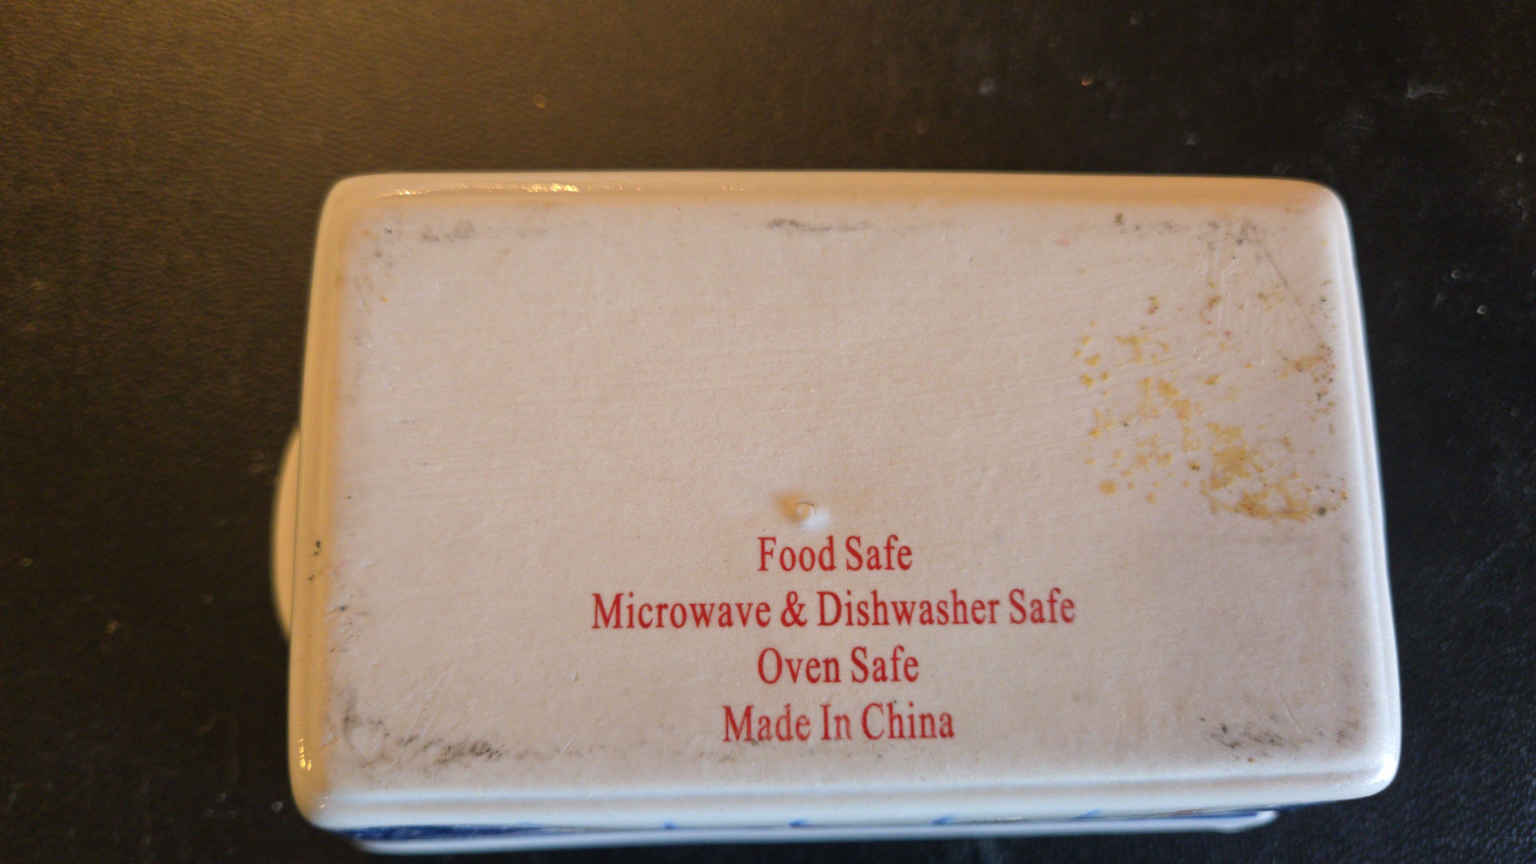 Food Safe
Microwave & Dishwasher Safe
Oven Safe
Made In China